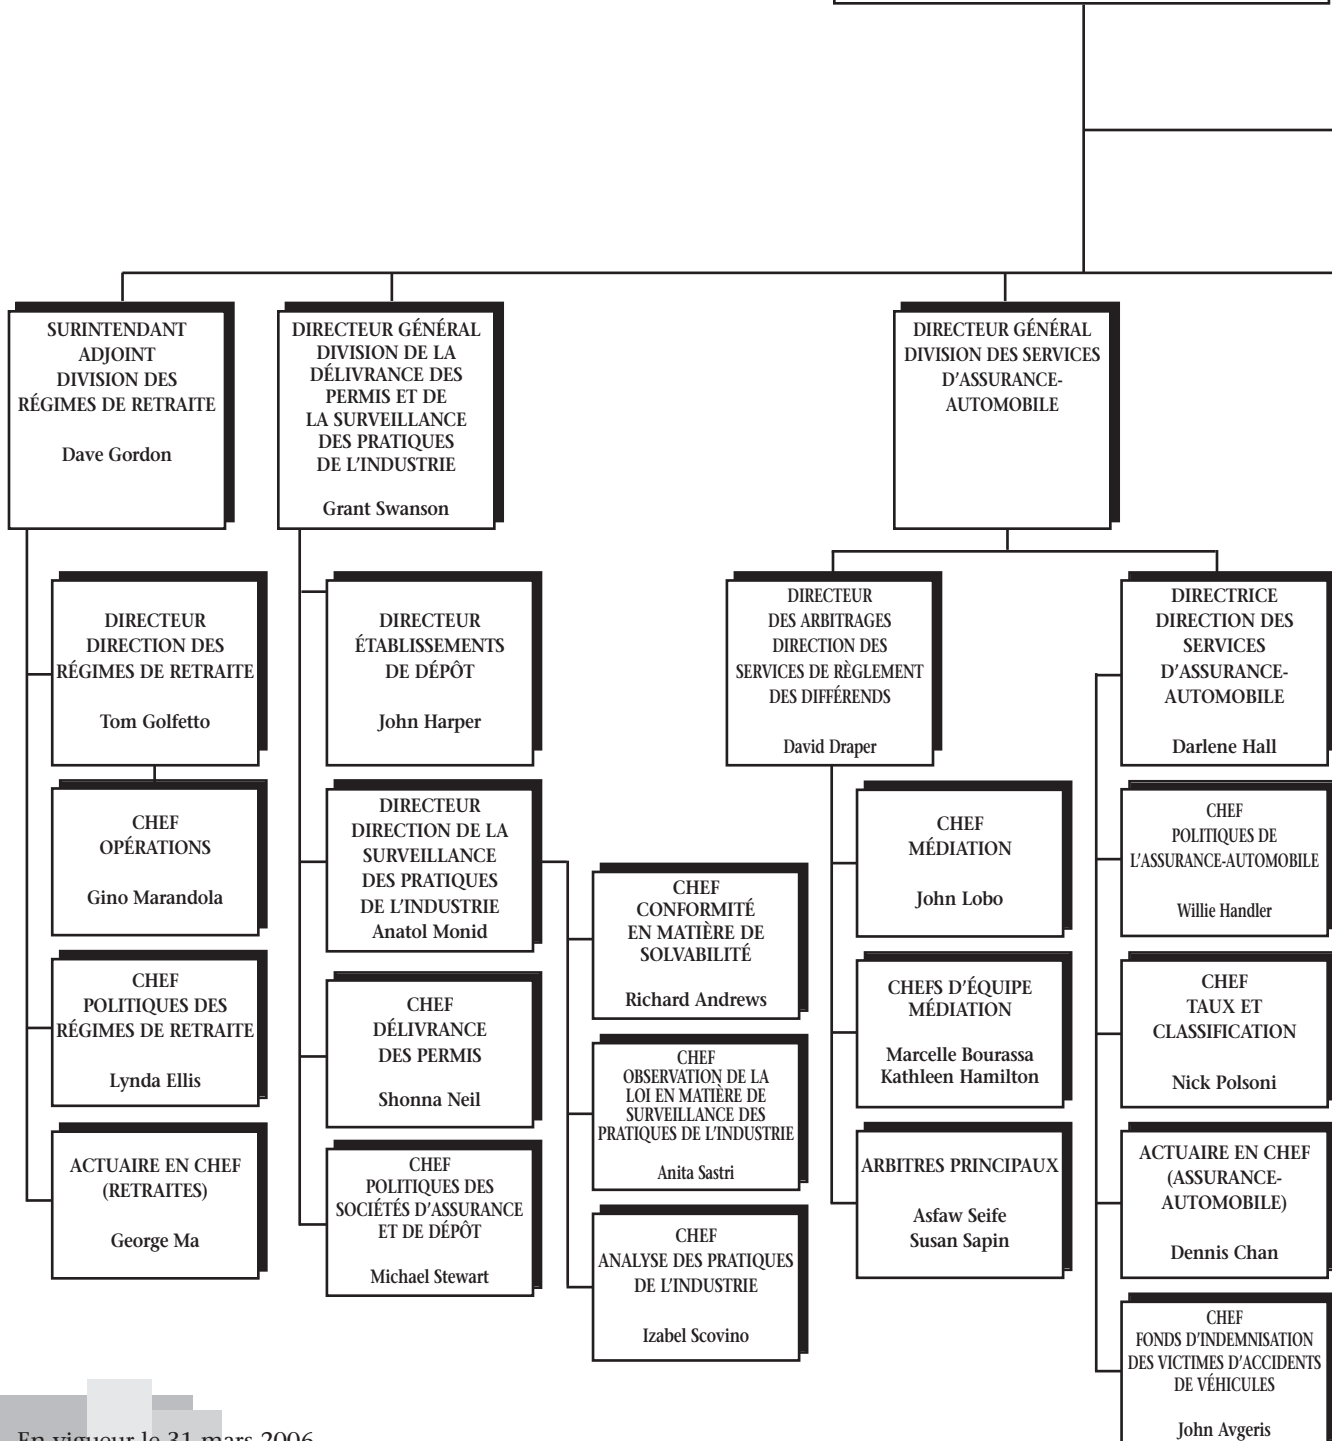 SURINTENDANT
ADJOINT
DIVISION DES
RÉGIMES DE RETRAITE
Dave Gordon
DIRECTEUR GÉNÉRAL
DIVISION DE LA
DÉLIVRANCE DES
PERMIS ET DE
LA SURVEILLANCE
DES PRATIQUES
DE L'INDUSTRIE
Grant Swanson
DIRECTEUR GÉNÉRAL
DIVISION DES SERVICES
D'ASSURANCE-
AUTOMOBILE
DIRECTEUR
DIRECTION DES
RÉGIMES DE RETRAITE
Tom Golfetto
CHEF
OPÉRATIONS
Gino Marandola
CHEF
POLITIQUES DES
RÉGIMES DE RETRAITE
Lynda Ellis
ACTUAIRE EN CHEF
(RETRAITES)
George Ma
DIRECTEUR
ÉTABLISSEMENTS
DE DÉPÔT
John Harper
DIRECTEUR
DIRECTION DE LA
SURVEILLANCE
DES PRATIQUES
DE L'INDUSTRIE
Anatol Monid
CHEF
DÉLIVRANCE
DES PERMIS
Shonna Neil
CHEF
POLITIQUES DES
SOCIÉTÉS D'ASSURANCE
ET DE DÉPÔT
Michael Stewart
CHEF
CONFORMITÉ
EN MATIÈRE DE
SOLVABILITÉ
Richard Andrews
CHEF
OBSERVATION DE LA
LOI EN MATIÈRE DE
SURVEILLANCE DES
PRATIQUES DE L'INDUSTRIE
Anita Sastri
CHEF
ANALYSE DES PRATIQUES
DE L'INDUSTRIE
Izabel Scovino
DIRECTEUR
DES ARBITRAGES
DIRECTION DES
SERVICES DE RÈGLEMENT
DES DIFFÉRENDS
David Draper
CHEF
MÉDIATION
John Lobo
CHEFS D'ÉQUIPE
MÉDIATION
Marcelle Bourassa
Kathleen Hamilton
ARBITRES PRINCIPAUX
Asfaw Seife
Susan Sapin
DIRECTRICE
DIRECTION DES
SERVICES
D'ASSURANCE-
AUTOMOBILE
Darlene Hall
CHEF
POLITIQUES DE
L'ASSURANCE-AUTOMOBILE
Willie Handler
CHEF
TAUX ET
CLASSIFICATION
Nick Polsoni
ACTUAIRE EN CHEF
(ASSURANCE-
AUTOMOBILE)
Dennis Chan
CHEF
FONDS D'INDEMNISATION
DES VICTIMES D'ACCIDENTS
DE VÉHICULES
John Avgeris
En vigueur le 31 mars 2006